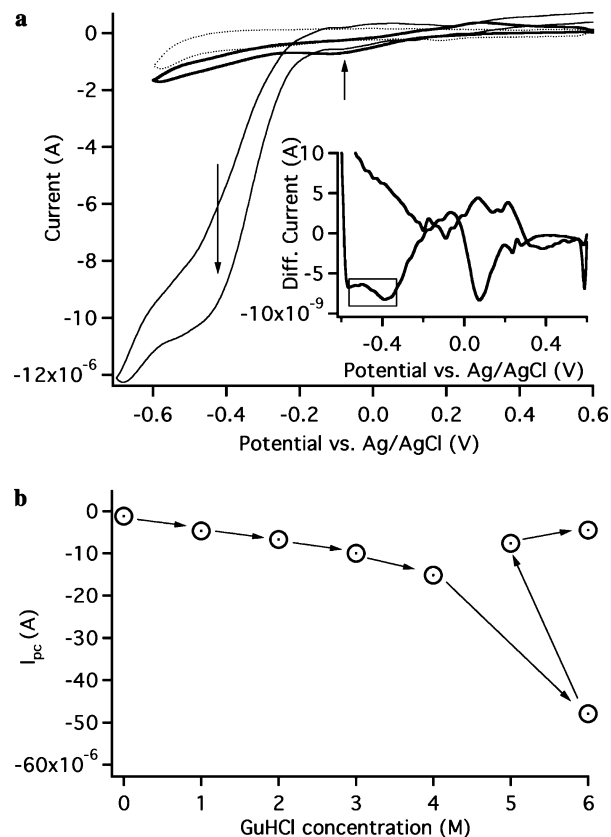 a
0
-2
-4
-6
-8
-10
-12x10⁻⁶
Current (A)
-0.6 -0.4 -0.2 0.0 0.2 0.4 0.6
Potential vs. Ag/AgCl (V)
10
5
0
-5
-10x10⁻⁹
Diff. Current (A)
-0.4 0.0 0.4
Potential vs. Ag/AgCl (V)
b
0
-10
-20
-30
-40
-50
-60x10⁻⁶
Ipc (A)
0 1 2 3 4 5 6
GuHCl concentration (M)